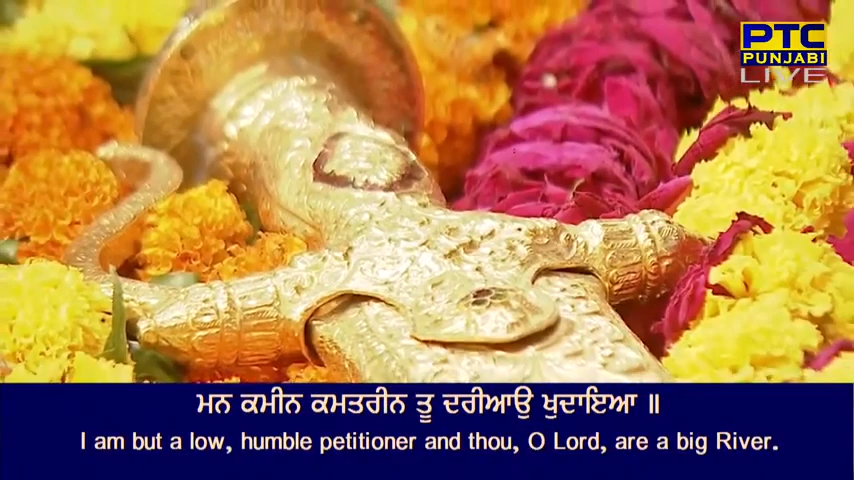 PTC
PUNJABI
LIVE
ਮਨ ਕਮੀਨ ਕਮਤਰੀਨ ਤੂ ਦਰੀਆਉ ਖੁਦਾਇਆ ॥
I am but a low, humble petitioner and thou, O Lord, are a big River.